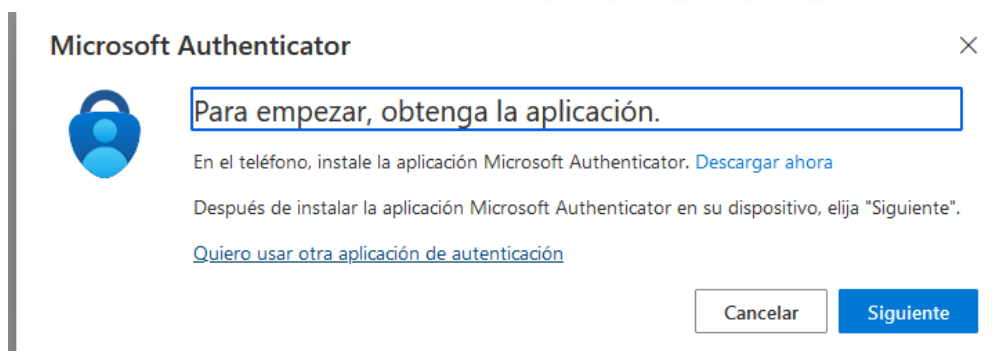 Microsoft Authenticator
Para empezar, obtenga la aplicación.
En el teléfono, instale la aplicación Microsoft Authenticator. Descargar ahora
Después de instalar la aplicación Microsoft Authenticator en su dispositivo, elija "Siguiente".
Quiero usar otra aplicación de autenticación
Cancelar Siguiente